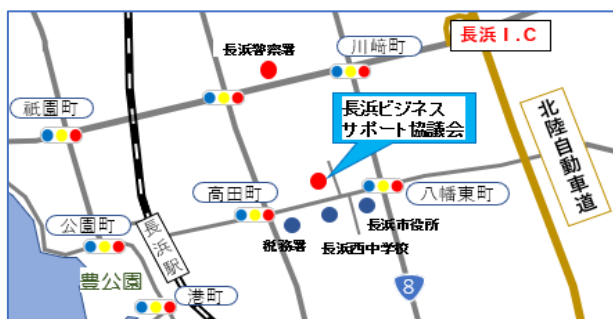 長浜I.C
長浜警察署
川﨑町
祇園町
長浜ビジネス
サポート協議会
北陸自動車道
高田町
八幡東町
長浜市役所
公園町
長浜駅
税務署
長浜西中学校
豊公園
港町
8